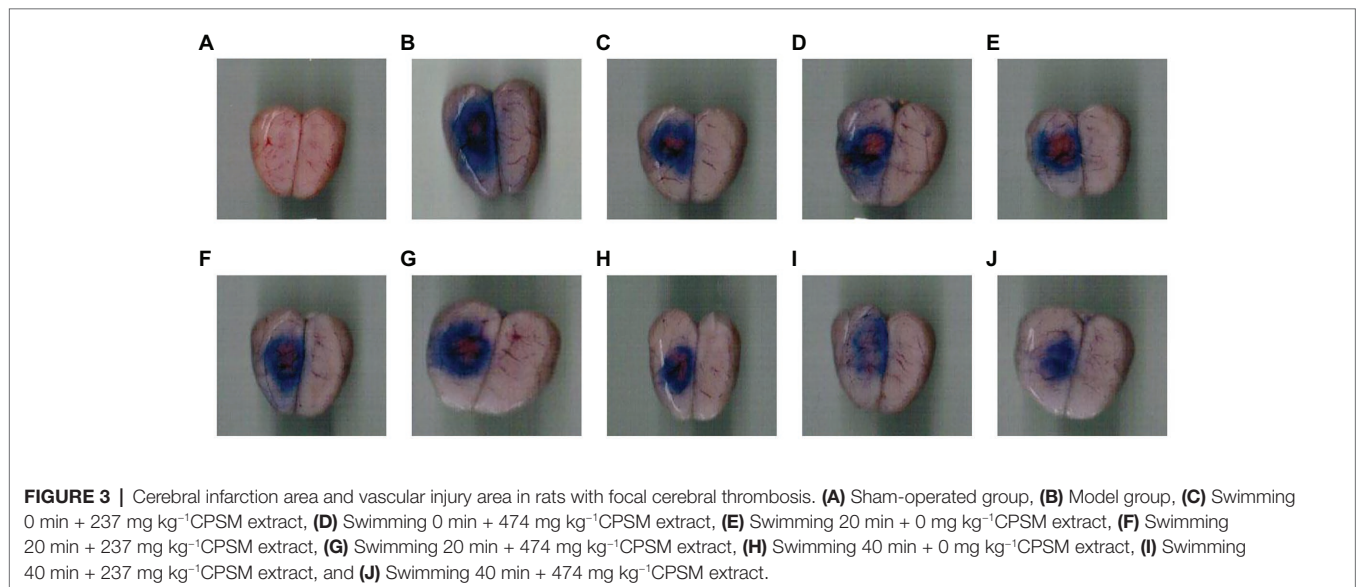 A
B
C
D
E
F
G
H
I
J
FIGURE 3 | Cerebral infarction area and vascular injury area in rats with focal cerebral thrombosis. (A) Sham-operated group, (B) Model group, (C) Swimming
0 min + 237 mg kg⁻¹CPSM extract, (D) Swimming 0 min + 474 mg kg⁻¹CPSM extract, (E) Swimming 20 min + 0 mg kg⁻¹CPSM extract, (F) Swimming
20 min + 237 mg kg⁻¹CPSM extract, (G) Swimming 20 min + 474 mg kg⁻¹CPSM extract, (H) Swimming 40 min + 0 mg kg⁻¹CPSM extract, (I) Swimming
40 min + 237 mg kg⁻¹CPSM extract, and (J) Swimming 40 min + 474 mg kg⁻¹CPSM extract.